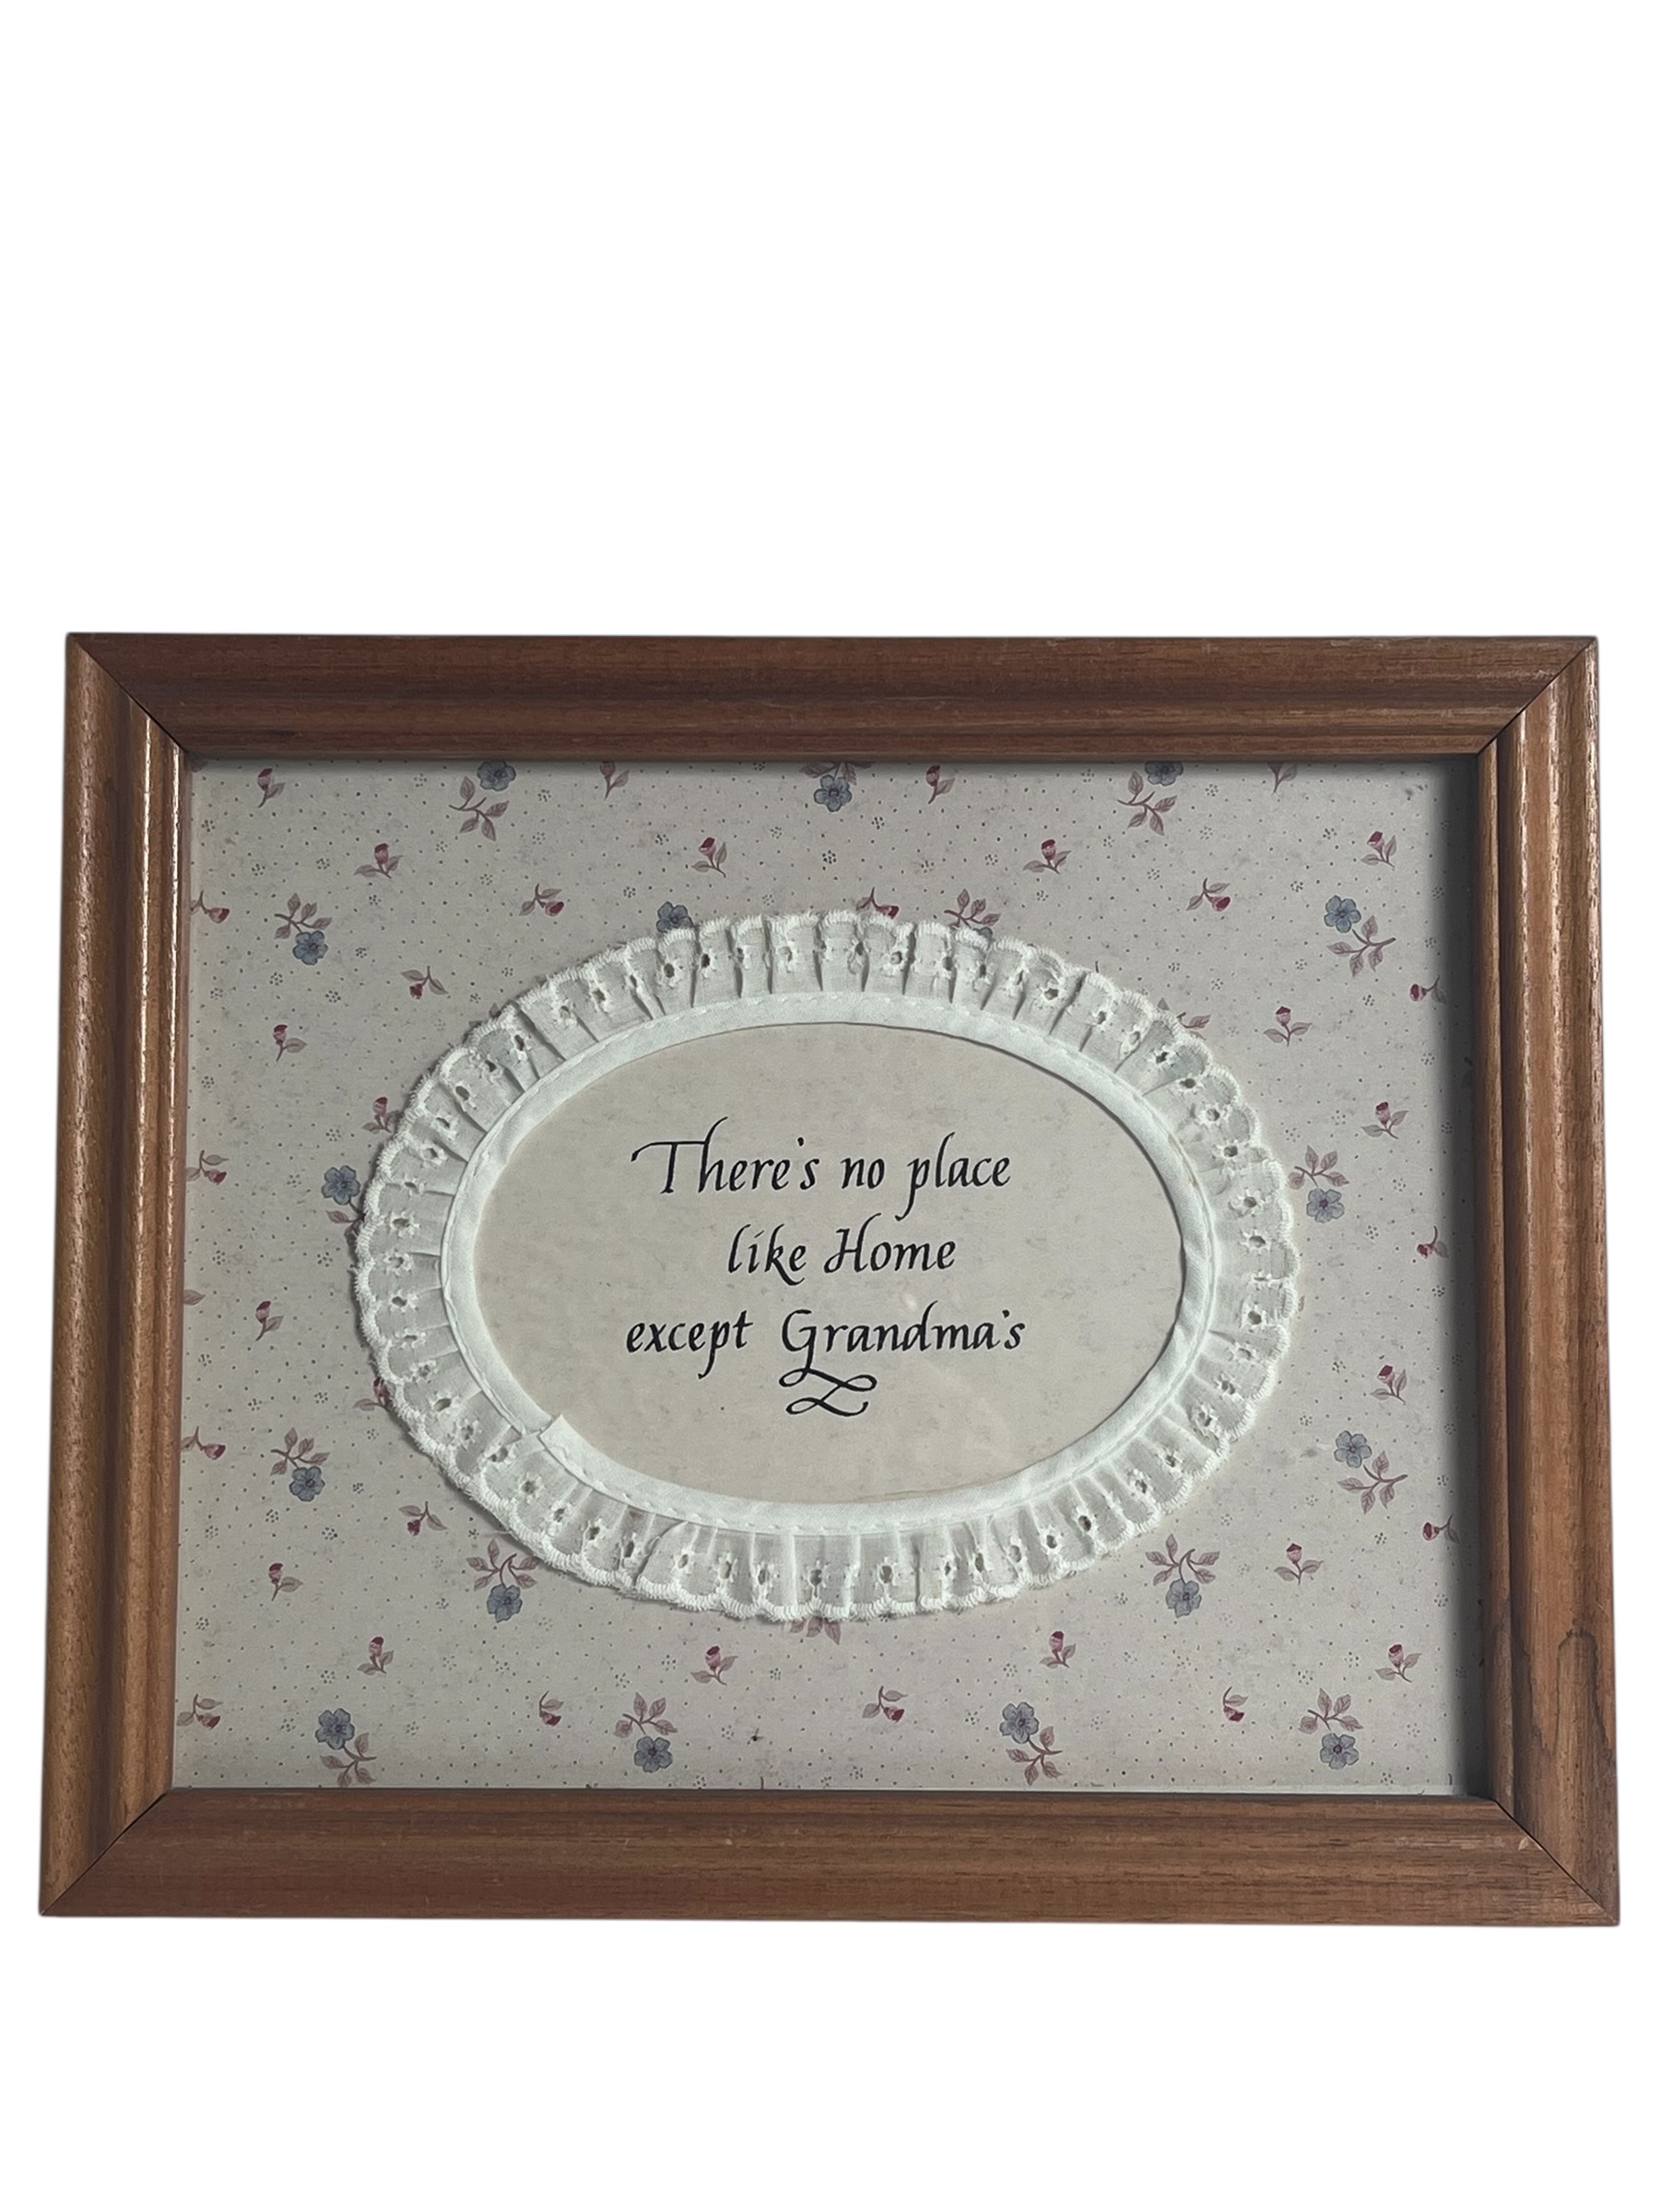 There's no place
like Home
except Grandma's